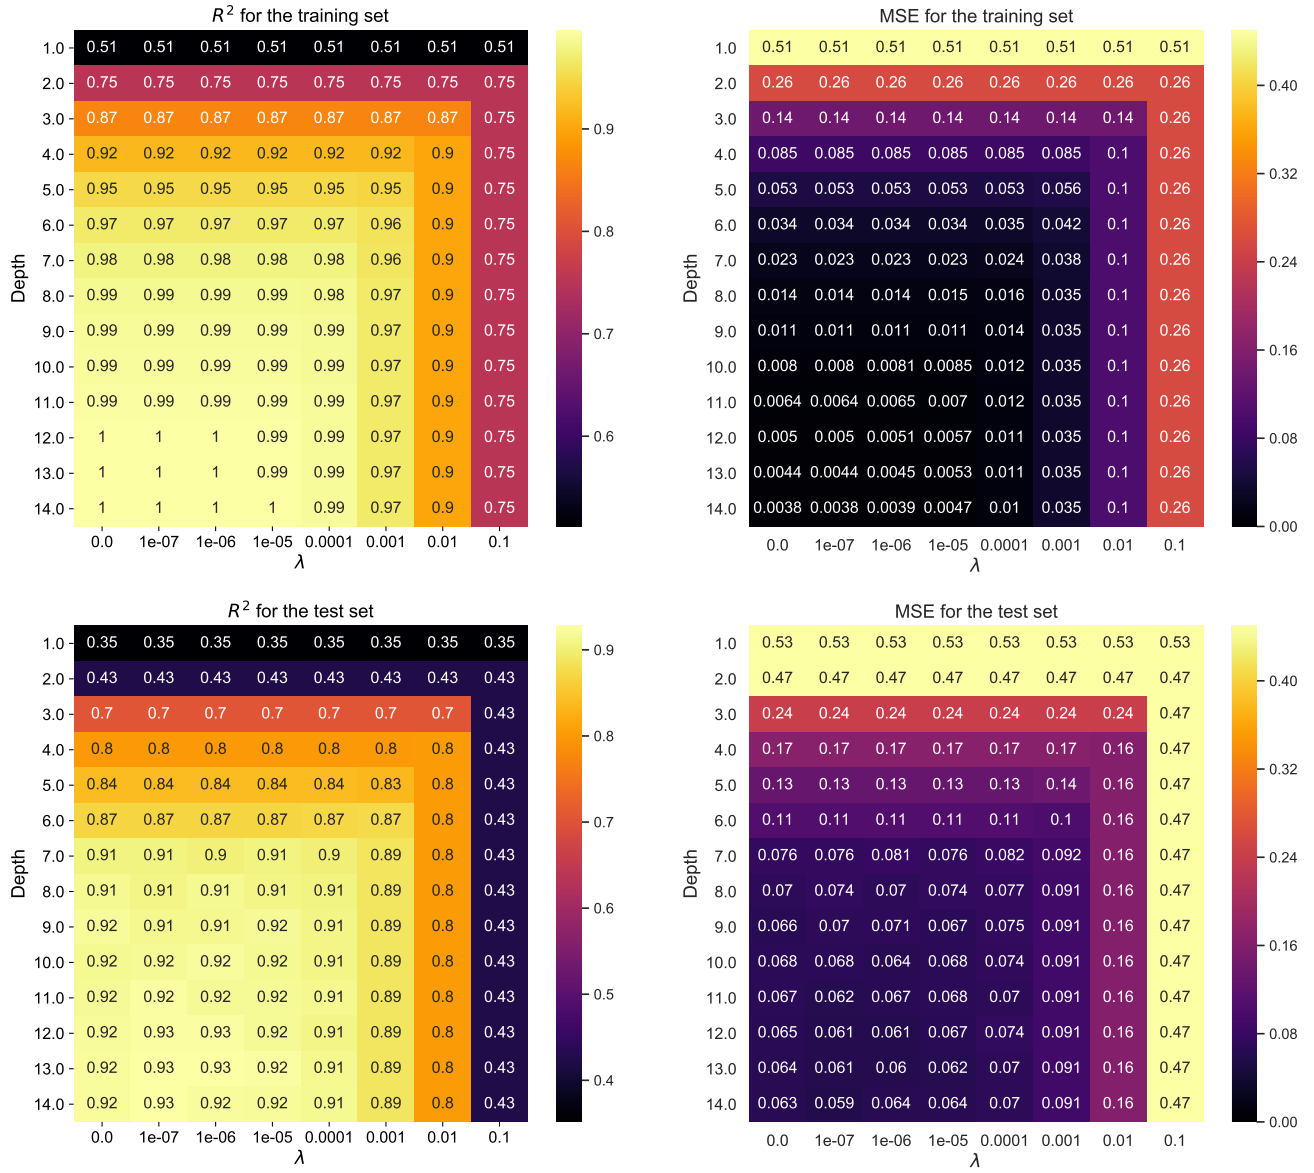 R² for the training set
1.0 0.51 0.51 0.51 0.51 0.51 0.51 0.51 0.51
2.0 0.75 0.75 0.75 0.75 0.75 0.75 0.75 0.75
3.0 0.87 0.87 0.87 0.87 0.87 0.87 0.87 0.75
4.0 0.92 0.92 0.92 0.92 0.92 0.92 0.9 0.75
5.0 0.95 0.95 0.95 0.95 0.95 0.95 0.9 0.75
6.0 0.97 0.97 0.97 0.97 0.97 0.96 0.9 0.75
7.0 0.98 0.98 0.98 0.98 0.98 0.96 0.9 0.75
8.0 0.99 0.99 0.99 0.99 0.98 0.97 0.9 0.75
9.0 0.99 0.99 0.99 0.99 0.99 0.97 0.9 0.75
10.0 0.99 0.99 0.99 0.99 0.99 0.97 0.9 0.75
11.0 0.99 0.99 0.99 0.99 0.99 0.97 0.9 0.75
12.0 1 1 1 0.99 0.99 0.97 0.9 0.75
13.0 1 1 1 0.99 0.99 0.97 0.9 0.75
14.0 1 1 1 1 0.99 0.97 0.9 0.75
0.0 1e-07 1e-06 1e-05 0.0001 0.001 0.01 0.1
λ
Depth
0.9
0.8
0.7
0.6
MSE for the training set
1.0 0.51 0.51 0.51 0.51 0.51 0.51 0.51 0.51
2.0 0.26 0.26 0.26 0.26 0.26 0.26 0.26 0.26
3.0 0.14 0.14 0.14 0.14 0.14 0.14 0.14 0.26
4.0 0.085 0.085 0.085 0.085 0.085 0.085 0.1 0.26
5.0 0.053 0.053 0.053 0.053 0.053 0.056 0.1 0.26
6.0 0.034 0.034 0.034 0.034 0.035 0.042 0.1 0.26
7.0 0.023 0.023 0.023 0.023 0.024 0.038 0.1 0.26
8.0 0.014 0.014 0.014 0.015 0.016 0.035 0.1 0.26
9.0 0.011 0.011 0.011 0.011 0.014 0.035 0.1 0.26
10.0 0.008 0.008 0.0081 0.0085 0.012 0.035 0.1 0.26
11.0 0.0064 0.0064 0.0065 0.007 0.012 0.035 0.1 0.26
12.0 0.005 0.005 0.0051 0.0057 0.011 0.035 0.1 0.26
13.0 0.0044 0.0044 0.0045 0.0053 0.011 0.035 0.1 0.26
14.0 0.0038 0.0038 0.0039 0.0047 0.01 0.035 0.1 0.26
0.0 1e-07 1e-06 1e-05 0.0001 0.001 0.01 0.1
λ
Depth
0.40
0.32
0.24
0.16
0.08
0.00
R² for the test set
1.0 0.35 0.35 0.35 0.35 0.35 0.35 0.35 0.35
2.0 0.43 0.43 0.43 0.43 0.43 0.43 0.43 0.43
3.0 0.7 0.7 0.7 0.7 0.7 0.7 0.7 0.43
4.0 0.8 0.8 0.8 0.8 0.8 0.8 0.8 0.43
5.0 0.84 0.84 0.84 0.84 0.84 0.83 0.8 0.43
6.0 0.87 0.87 0.87 0.87 0.87 0.87 0.8 0.43
7.0 0.91 0.91 0.9 0.91 0.9 0.89 0.8 0.43
8.0 0.91 0.91 0.91 0.91 0.91 0.89 0.8 0.43
9.0 0.92 0.91 0.91 0.92 0.91 0.89 0.8 0.43
10.0 0.92 0.92 0.92 0.92 0.91 0.89 0.8 0.43
11.0 0.92 0.92 0.92 0.92 0.91 0.89 0.8 0.43
12.0 0.92 0.93 0.93 0.92 0.91 0.89 0.8 0.43
13.0 0.92 0.93 0.93 0.92 0.91 0.89 0.8 0.43
14.0 0.92 0.93 0.92 0.92 0.91 0.89 0.8 0.43
0.0 1e-07 1e-06 1e-05 0.0001 0.001 0.01 0.1
λ
Depth
0.9
0.8
0.7
0.6
0.5
0.4
MSE for the test set
1.0 0.53 0.53 0.53 0.53 0.53 0.53 0.53 0.53
2.0 0.47 0.47 0.47 0.47 0.47 0.47 0.47 0.47
3.0 0.24 0.24 0.24 0.24 0.24 0.24 0.24 0.47
4.0 0.17 0.17 0.17 0.17 0.17 0.17 0.16 0.47
5.0 0.13 0.13 0.13 0.13 0.13 0.14 0.16 0.47
6.0 0.11 0.11 0.11 0.11 0.11 0.1 0.16 0.47
7.0 0.076 0.076 0.081 0.076 0.082 0.092 0.16 0.47
8.0 0.07 0.074 0.07 0.074 0.077 0.091 0.16 0.47
9.0 0.066 0.07 0.071 0.067 0.075 0.091 0.16 0.47
10.0 0.068 0.068 0.064 0.068 0.074 0.091 0.16 0.47
11.0 0.067 0.062 0.067 0.068 0.07 0.091 0.16 0.47
12.0 0.065 0.061 0.061 0.067 0.074 0.091 0.16 0.47
13.0 0.064 0.061 0.06 0.062 0.07 0.091 0.16 0.47
14.0 0.063 0.059 0.064 0.064 0.07 0.091 0.16 0.47
0.0 1e-07 1e-06 1e-05 0.0001 0.001 0.01 0.1
λ
Depth
0.40
0.32
0.24
0.16
0.08
0.00